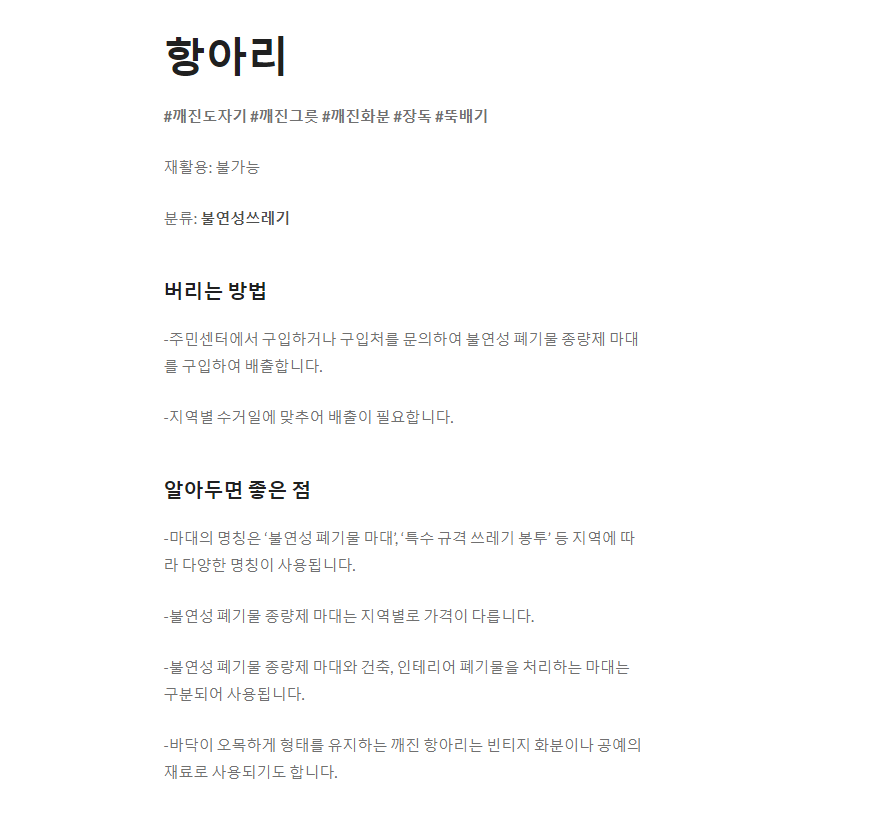 항아리
#깨진도자기 #깨진그릇 #깨진화분 #장독 #뚝배기
재활용: 불가능
분류: 불연성쓰레기
버리는 방법
-주민센터에서 구입하거나 구입처를 문의하여 불연성 폐기물 종량제 마대
를 구입하여 배출합니다.
-지역별 수거일에 맞추어 배출이 필요합니다.
알아두면 좋은 점
-마대의 명칭은 ‘불연성 폐기물 마대’, ‘특수 규격 쓰레기 봉투’ 등 지역에 따
라 다양한 명칭이 사용됩니다.
-불연성 폐기물 종량제 마대는 지역별로 가격이 다릅니다.
-불연성 폐기물 종량제 마대와 건축, 인테리어 폐기물을 처리하는 마대는
구분되어 사용됩니다.
-바닥이 오목하게 형태를 유지하는 깨진 항아리는 빈티지 화분이나 공예의
재료로 사용되기도 합니다.